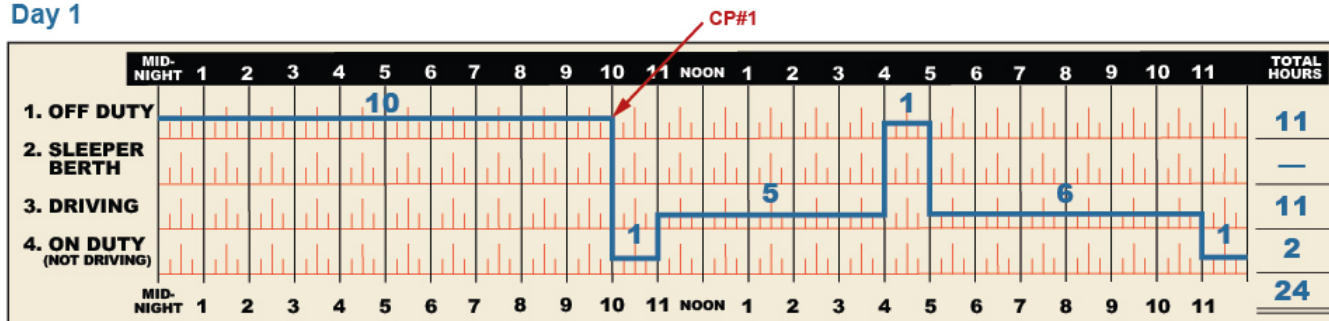 Day 1
CP#1
MID-NIGHT 1 2 3 4 5 6 7 8 9 10 11 NOON 1 2 3 4 5 6 7 8 9 10 11 TOTAL HOURS
1. OFF DUTY 10 1 11
2. SLEEPER BERTH —
3. DRIVING 5 6 11
4. ON DUTY (NOT DRIVING) 1 1 2
MID-NIGHT 1 2 3 4 5 6 7 8 9 10 11 NOON 1 2 3 4 5 6 7 8 9 10 11 24